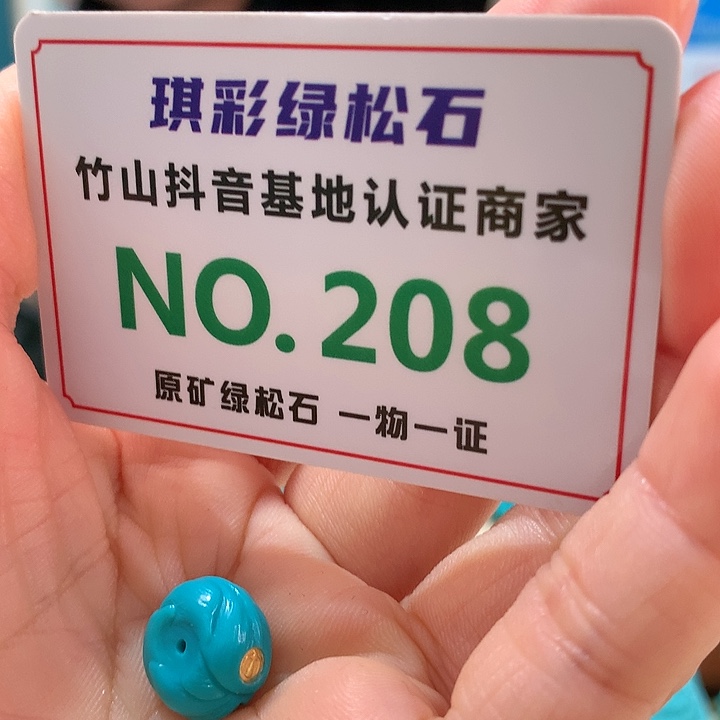 琪彩绿松石
竹山抖音基地认证商家
NO.208
原矿绿松石 一物一证